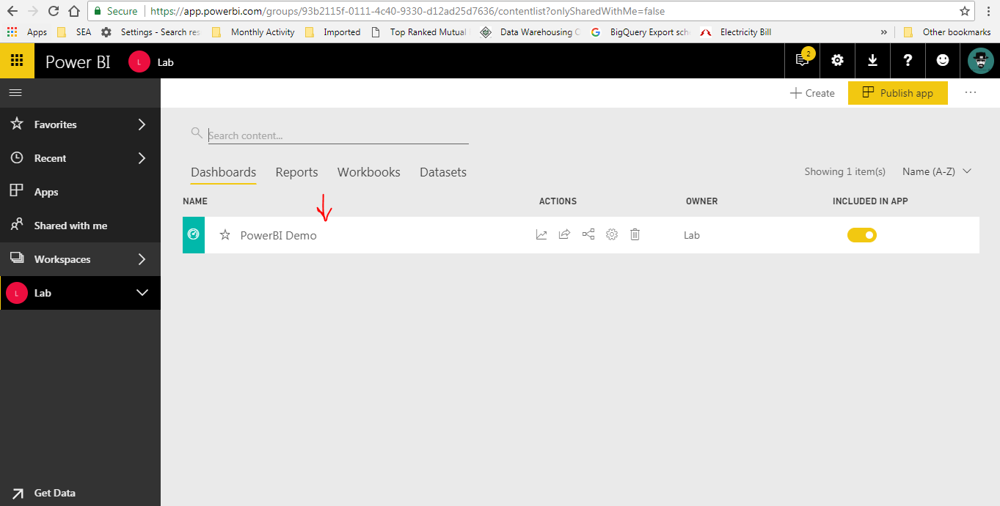 Secure https://app.powerbi.com/groups/93b2115f-0111-4c40-9330-d12ad25d7636/contentlist?onlySharedWithMe=false
Apps SEA Settings - Search res Monthly Activity Imported Top Ranked Mutual Data Warehousing C BigQuery Export sch Electricity Bill » Other bookmarks
Power BI L Lab 2 ?
Create Publish app ...
Favorites
Search content...
Recent
Dashboards Reports Workbooks Datasets Showing 1 item(s) Name (A-Z)
Apps
NAME ACTIONS OWNER INCLUDED IN APP
Shared with me
PowerBI Demo Lab
Workspaces
L Lab
Get Data